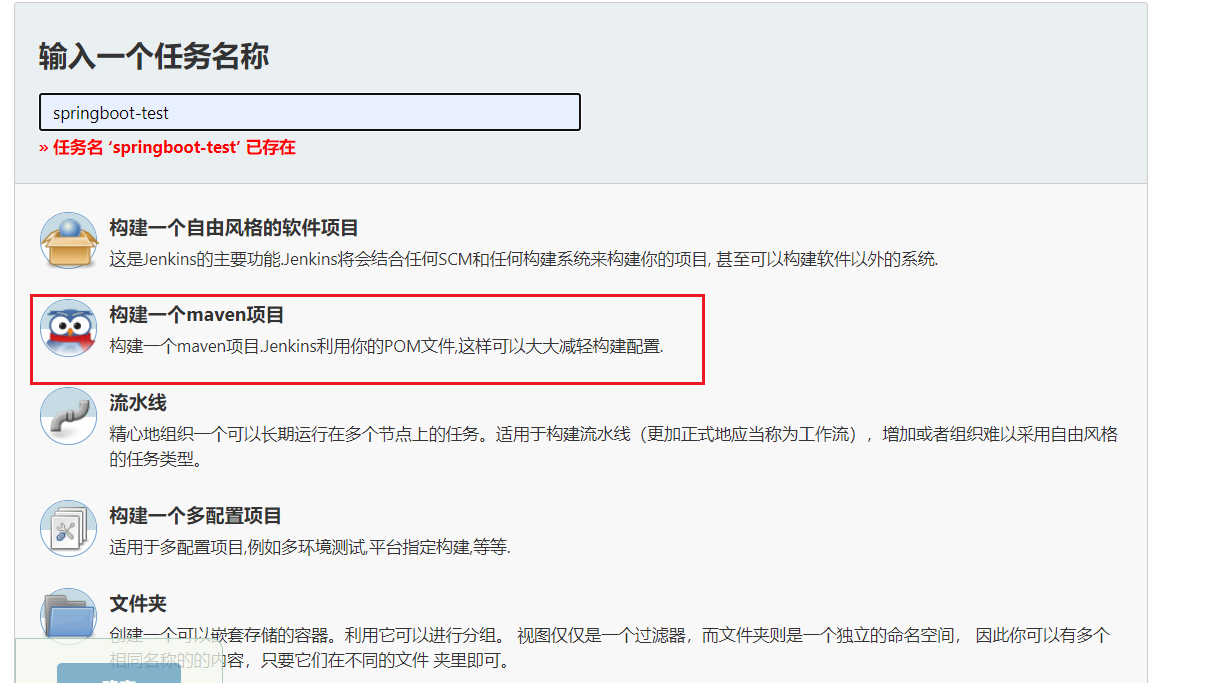 输入一个任务名称
springboot-test
» 任务名 ‘springboot-test’ 已存在
构建一个自由风格的软件项目
这是Jenkins的主要功能.Jenkins将会结合任何SCM和任何构建系统来构建你的项目, 甚至可以构建软件以外的系统.
构建一个maven项目
构建一个maven项目.Jenkins利用你的POM文件,这样可以大大减轻构建配置.
流水线
精心地组织一个可以长期运行在多个节点上的任务。适用于构建流水线（更加正式地应当称为工作流），增加或者组织难以采用自由风格
的任务类型。
构建一个多配置项目
适用于多配置项目,例如多环境测试,平台指定构建,等等.
文件夹
创建一个可以嵌套存储的容器。利用它可以进行分组。 视图仅仅是一个过滤器，而文件夹则是一个独立的命名空间， 因此你可以有多个
相同名称的的内容，只要它们在不同的文件 夹里即可。